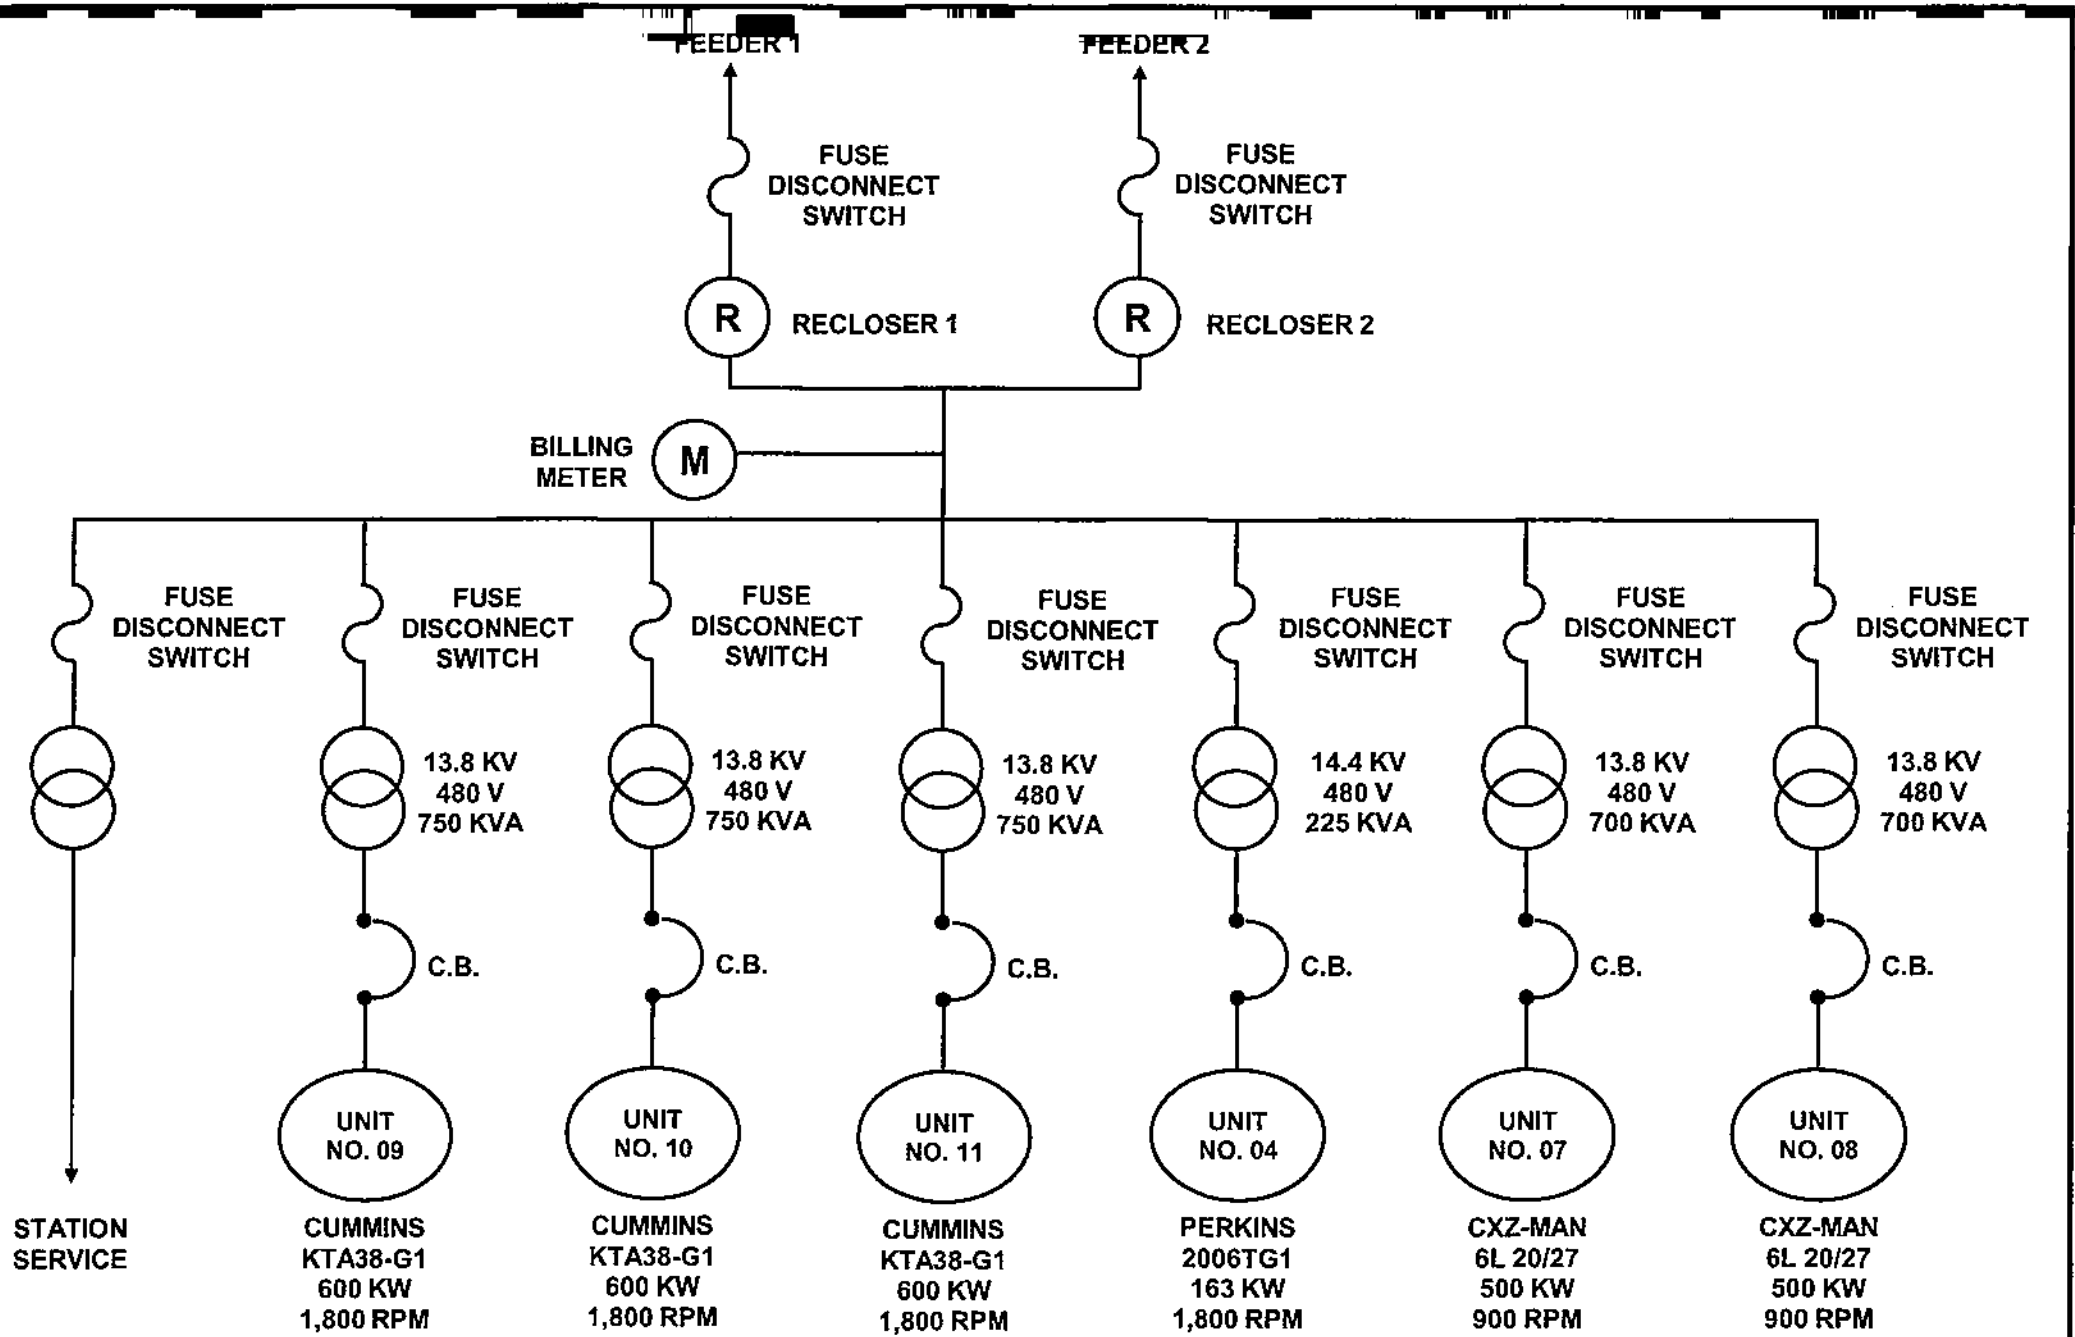 FEEDER 1
FEEDER 2
FUSE
DISCONNECT
SWITCH
FUSE
DISCONNECT
SWITCH
R
RECLOSER 1
R
RECLOSER 2
BILLING
METER
M
FUSE
DISCONNECT
SWITCH
FUSE
DISCONNECT
SWITCH
FUSE
DISCONNECT
SWITCH
FUSE
DISCONNECT
SWITCH
FUSE
DISCONNECT
SWITCH
FUSE
DISCONNECT
SWITCH
FUSE
DISCONNECT
SWITCH
13.8 KV
480 V
750 KVA
13.8 KV
480 V
750 KVA
13.8 KV
480 V
750 KVA
14.4 KV
480 V
225 KVA
13.8 KV
480 V
700 KVA
13.8 KV
480 V
700 KVA
C.B.
C.B.
C.B.
C.B.
C.B.
C.B.
UNIT
NO. 09
UNIT
NO. 10
UNIT
NO. 11
UNIT
NO. 04
UNIT
NO. 07
UNIT
NO. 08
STATION
SERVICE
CUMMINS
KTA38-G1
600 KW
1,800 RPM
CUMMINS
KTA38-G1
600 KW
1,800 RPM
CUMMINS
KTA38-G1
600 KW
1,800 RPM
PERKINS
2006TG1
163 KW
1,800 RPM
CXZ-MAN
6L 20/27
500 KW
900 RPM
CXZ-MAN
6L 20/27
500 KW
900 RPM